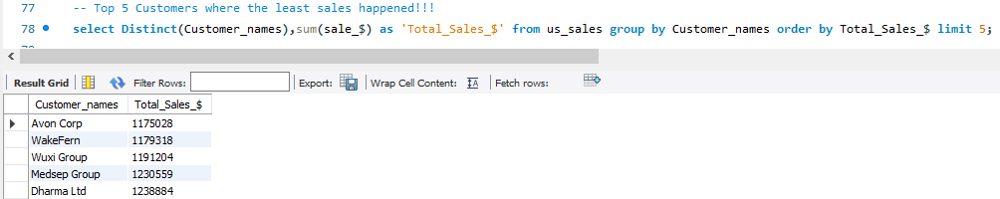 77 -- Top 5 Customers where the least sales happened!!!
78 select Distinct(Customer_names),sum(sale_$) as 'Total_Sales_$' from us_sales group by Customer_names order by Total_Sales_$ limit 5;
Result Grid Filter Rows: Export: Wrap Cell Content: IA Fetch rows:
Customer_names Total_Sales_$
Avon Corp 1175028
WakeFern 1179318
Wuxi Group 1191204
Medsep Group 1230559
Dharma Ltd 1238884